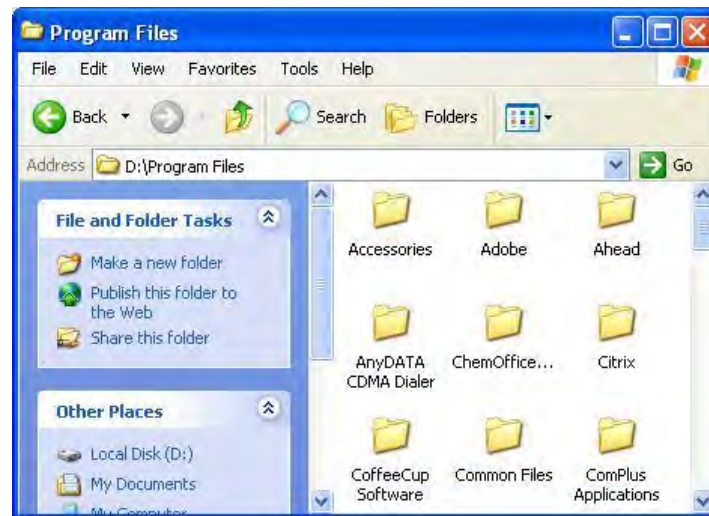 Program Files
File Edit View Favorites Tools Help
Back Search Folders
Address D:\Program Files Go
File and Folder Tasks
Make a new folder
Publish this folder to
the Web
Share this folder
Other Places
Local Disk (D:)
My Documents
My Computer
Accessories Adobe Ahead
AnyDATA ChemOffice... Citrix
CDMA Dialer
CoffeeCup Common Files ComPlus
Software Applications